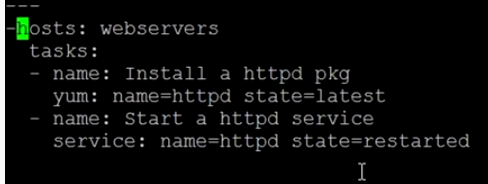 ---
-hosts: webservers
  tasks:
  - name: Install a httpd pkg
    yum: name=httpd state=latest
  - name: Start a httpd service
    service: name=httpd state=restarted